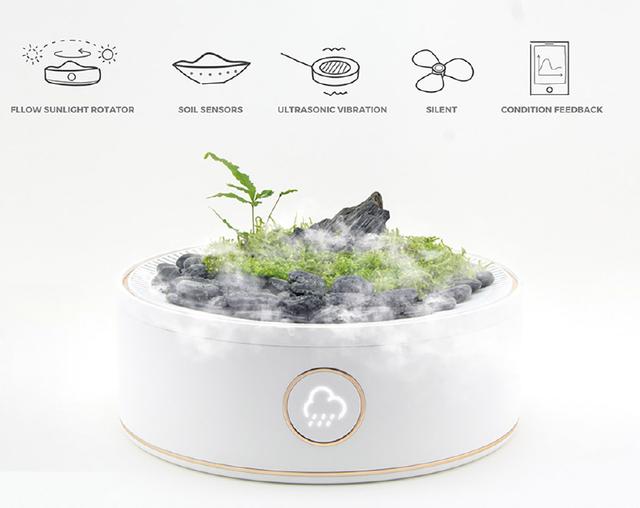 FLLOW SUNLIGHT ROTATOR
SOIL SENSORS
ULTRASONIC VIBRATION
SILENT
CONDITION FEEDBACK